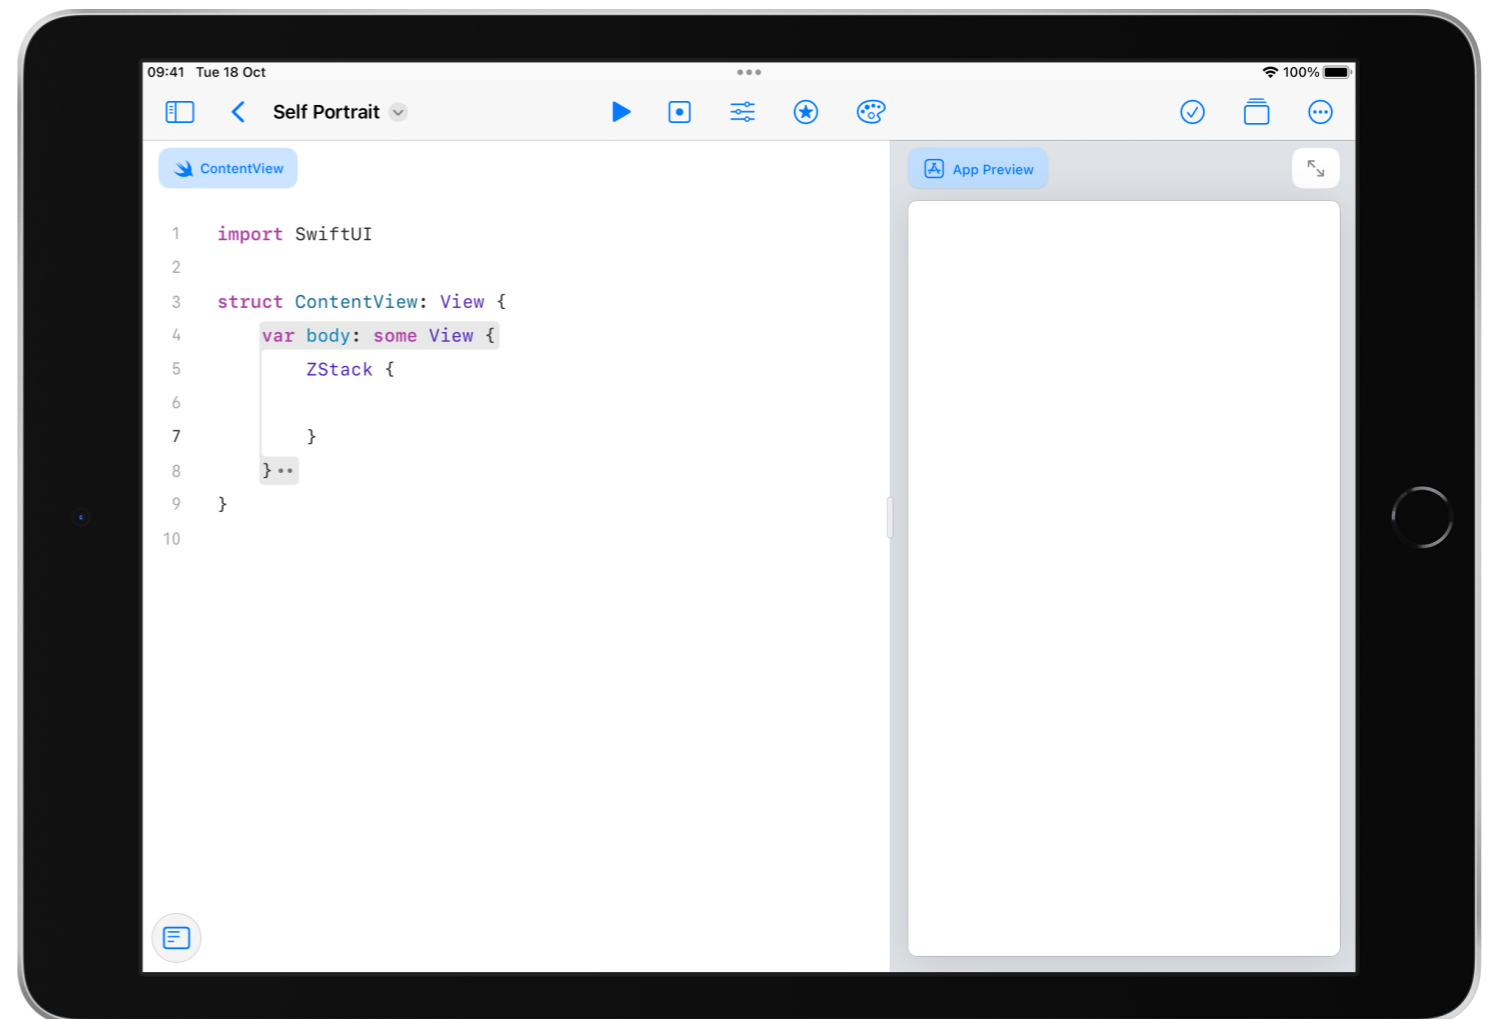 09:41 Tue 18 Oct
100%
Self Portrait
ContentView
App Preview
1 import SwiftUI
2
3 struct ContentView: View {
4 var body: some View {
5 ZStack {
6
7 }
8 }
9 }
10